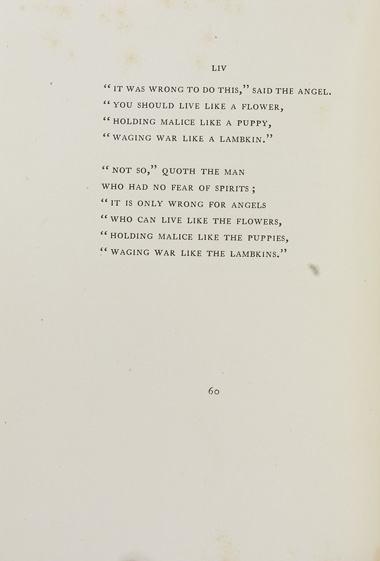 LIV
“ IT WAS WRONG TO DO THIS,” SAID THE ANGEL.
“ YOU SHOULD LIVE LIKE A FLOWER,
“ HOLDING MALICE LIKE A PUPPY,
“ WAGING WAR LIKE A LAMBKIN.”
“ NOT SO,” QUOTH THE MAN
WHO HAD NO FEAR OF SPIRITS ;
“ IT IS ONLY WRONG FOR ANGELS
“ WHO CAN LIVE LIKE THE FLOWERS,
“ HOLDING MALICE LIKE THE PUPPIES,
“ WAGING WAR LIKE THE LAMBKINS.”
60